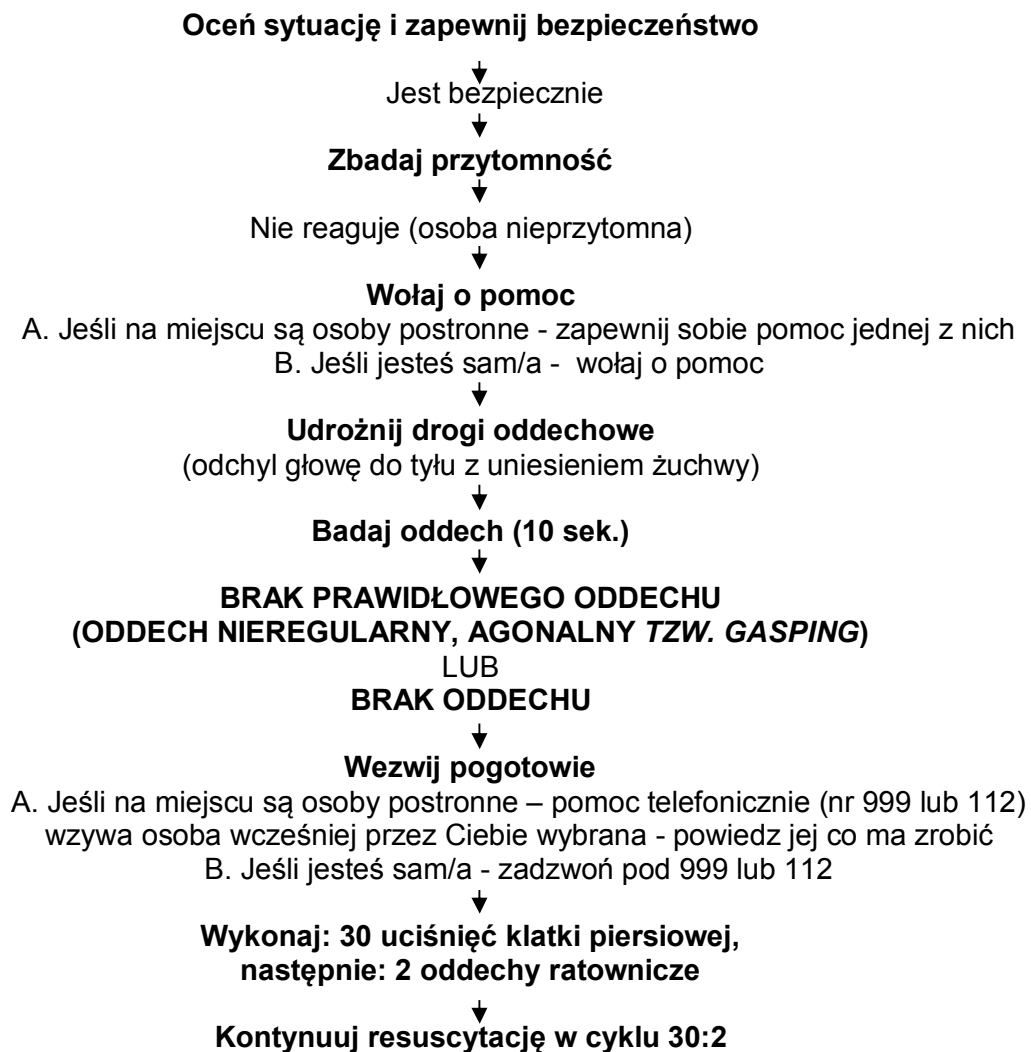 Oceń sytuację i zapewnij bezpieczeństwo
Jest bezpiecznie
Zbadaj przytomność
Nie reaguje (osoba nieprzytomna)
Wołaj o pomoc
A. Jeśli na miejscu są osoby postronne - zapewnij sobie pomoc jednej z nich
B. Jeśli jesteś sam/a - wołaj o pomoc
Udrożnij drogi oddechowe
(odchyl głowę do tyłu z uniesieniem żuchwy)
Badaj oddech (10 sek.)
BRAK PRAWIDŁOWEGO ODDECHU
(ODDECH NIEREGULARNY, AGONALNY TZW. GASPING)
LUB
BRAK ODDECHU
Wezwij pogotowie
A. Jeśli na miejscu są osoby postronne – pomoc telefonicznie (nr 999 lub 112)
wzywa osoba wcześniej przez Ciebie wybrana - powiedz jej co ma zrobić
B. Jeśli jesteś sam/a - zadzwoń pod 999 lub 112
Wykonaj: 30 uciśnięć klatki piersiowej,
następnie: 2 oddechy ratownicze
Kontynuuj resuscytację w cyklu 30:2